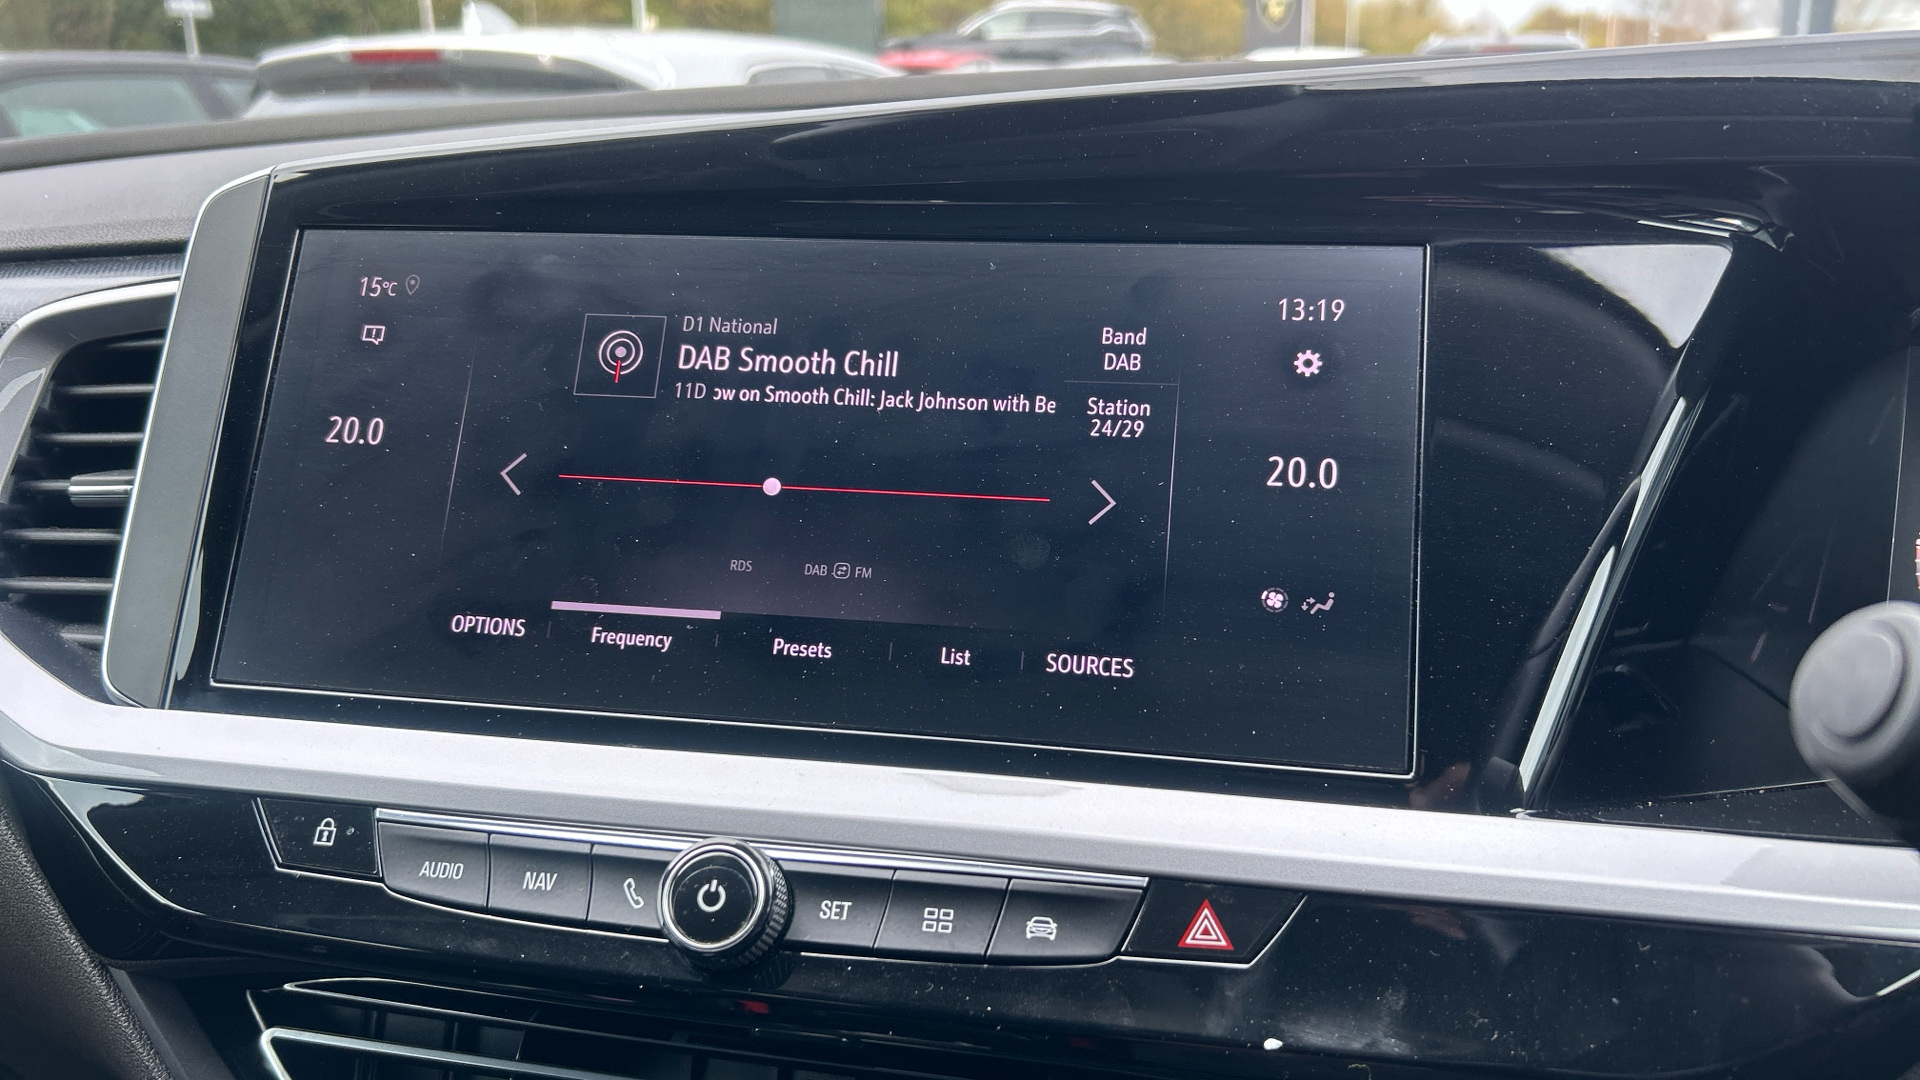 15°C
20.0
D1 National
DAB Smooth Chill
11D ow on Smooth Chill: Jack Johnson with Be
Band
DAB
Station
24/29
13:19
20.0
RDS
DAB FM
OPTIONS
Frequency
Presets
List
SOURCES
AUDIO
NAV
SET